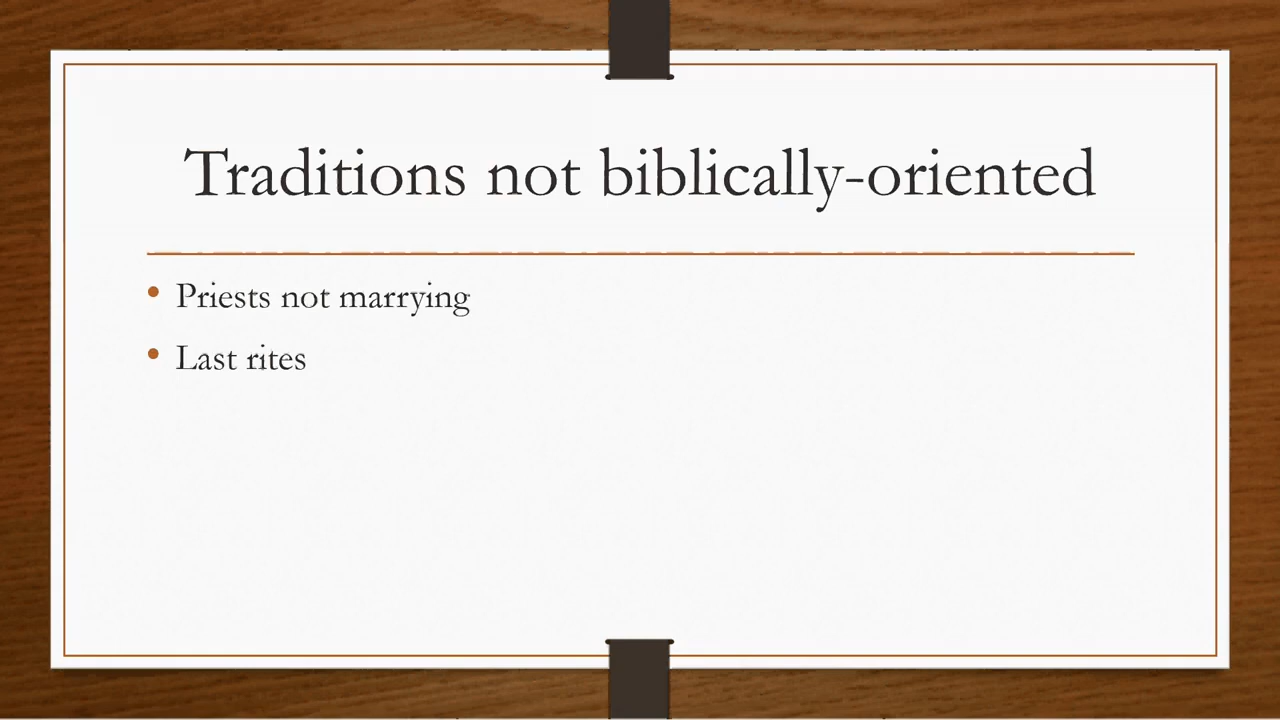 Traditions not biblically-oriented
• Priests not marrying
• Last rites